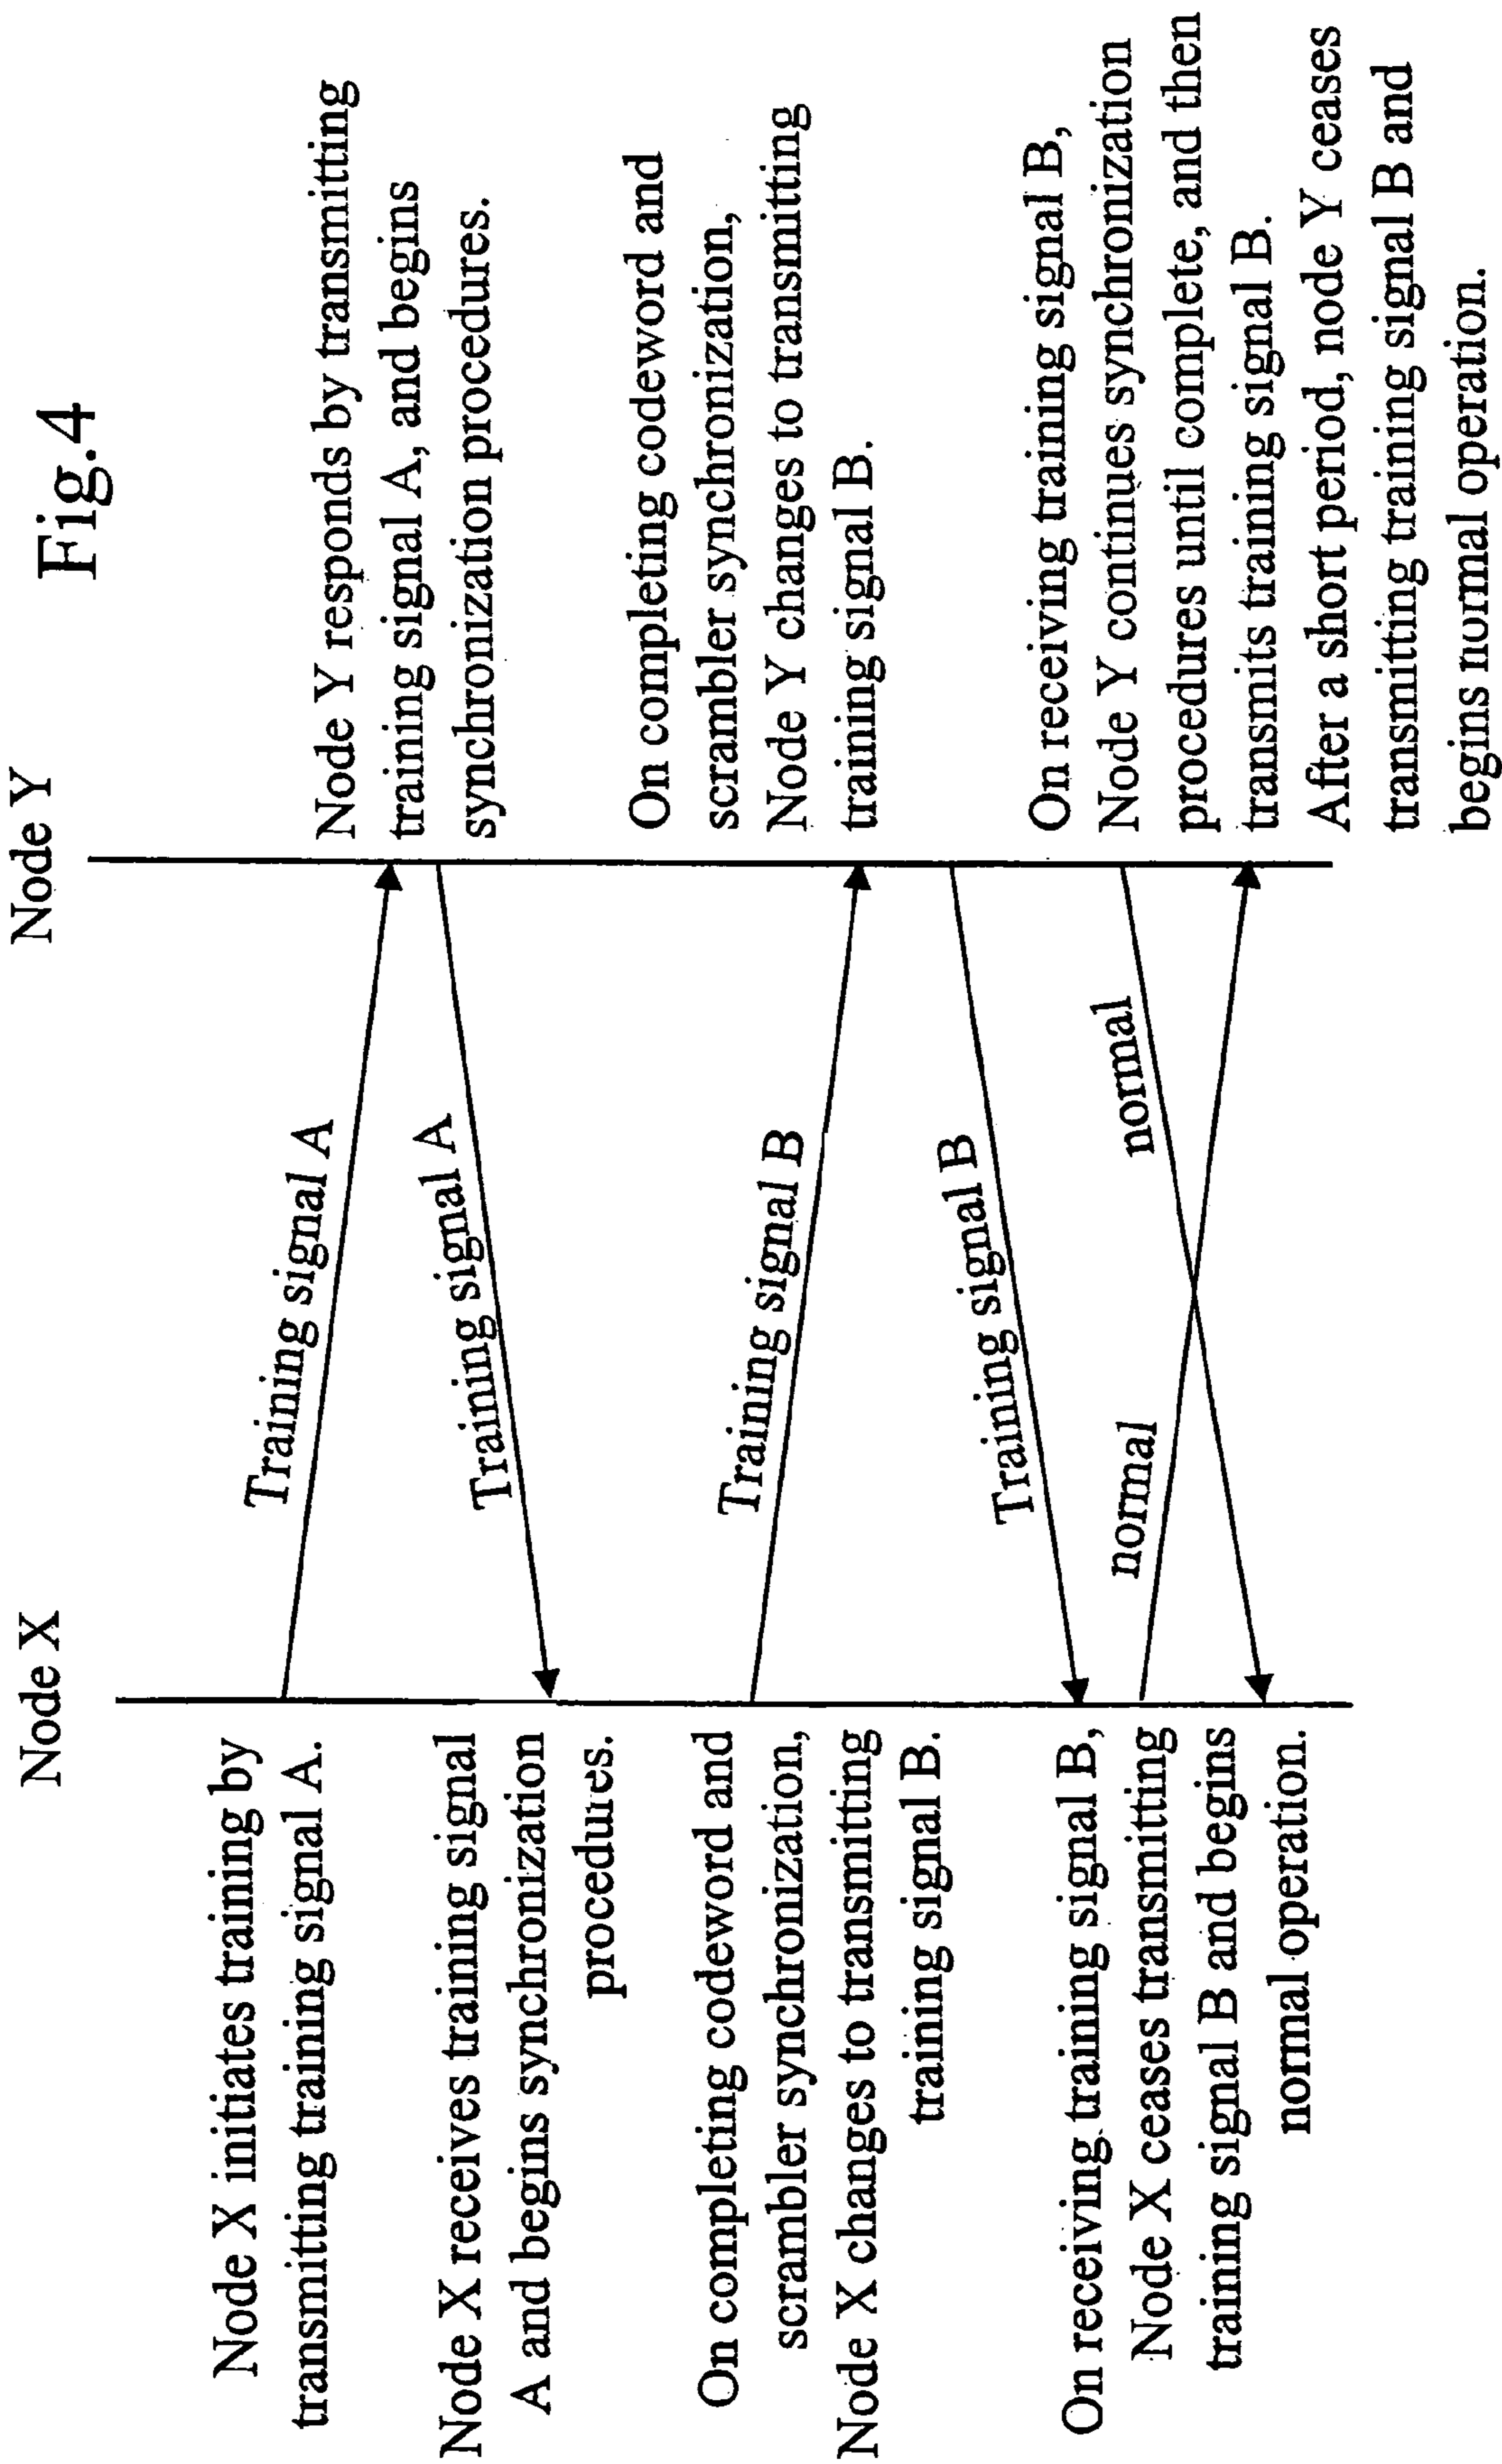 Fig.4
Node X
Node Y
Node X initiates training by
transmitting training signal A.
Training signal A
Node Y responds by transmitting
training signal A, and begins
synchronization procedures.
Training signal A
Node X receives training signal
A and begins synchronization
procedures.
On completing codeword and
scrambler synchronization,
Node X changes to transmitting
training signal B.
Training signal B
On completing codeword and
scrambler synchronization,
Node Y changes to transmitting
training signal B.
Training signal B
On receiving training signal B,
Node X ceases transmitting
training signal B and begins
normal operation.
normal
normal
On receiving training signal B,
Node Y continues synchronization
procedures until complete, and then
transmits training signal B.
After a short period, node Y ceases
transmitting training signal B and
begins normal operation.